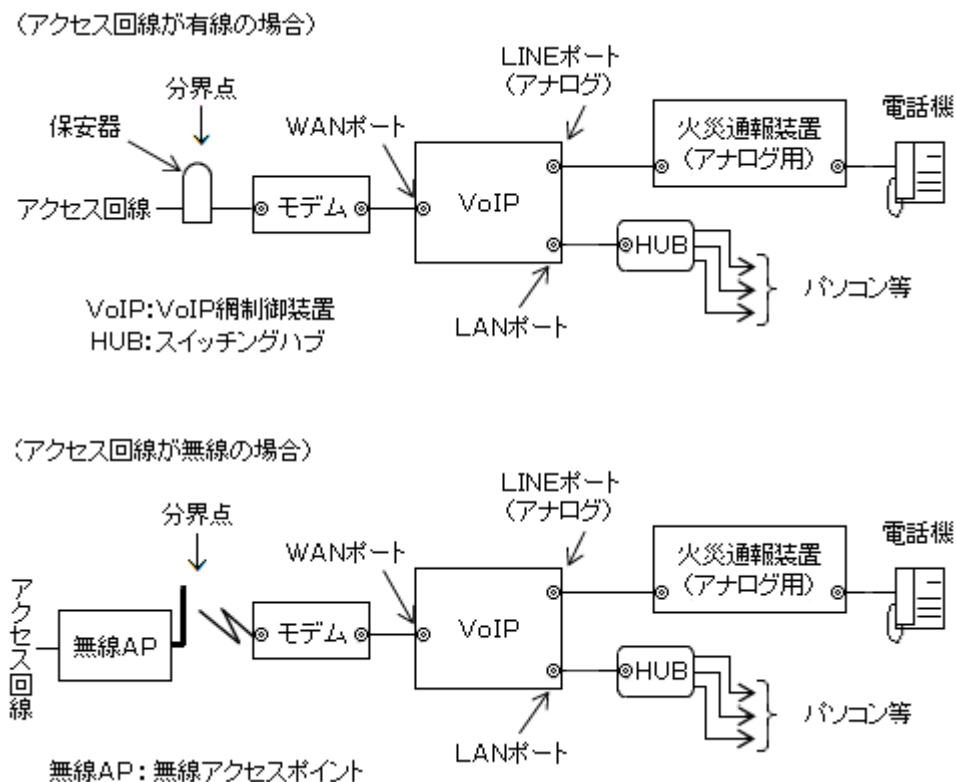 (アクセス回線が有線の場合)
LINEポート
(アナログ)
分界点
保安器
WANポート
電話機
火災通報装置
(アナログ用)
アクセス回線
モデム
VoIP
HUB
パソコン等
VoIP:VoIP網制御装置
HUB:スイッチングハブ
LANポート
(アクセス回線が無線の場合)
LINEポート
(アナログ)
分界点
WANポート
電話機
火災通報装置
(アナログ用)
アクセス回線
無線AP
モデム
VoIP
HUB
パソコン等
LANポート
無線AP:無線アクセスポイント